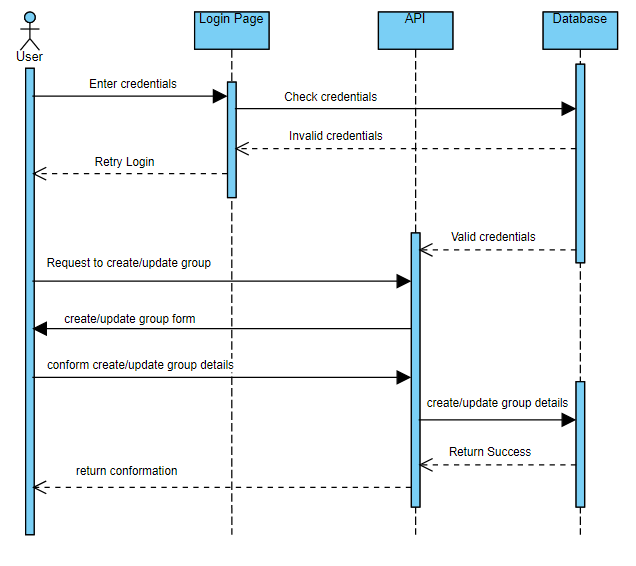 Login Page
API
Database
User
Enter credentials
Check credentials
Invalid credentials
Retry Login
Valid credentials
Request to create/update group
create/update group form
conform create/update group details
create/update group details
Return Success
return conformation